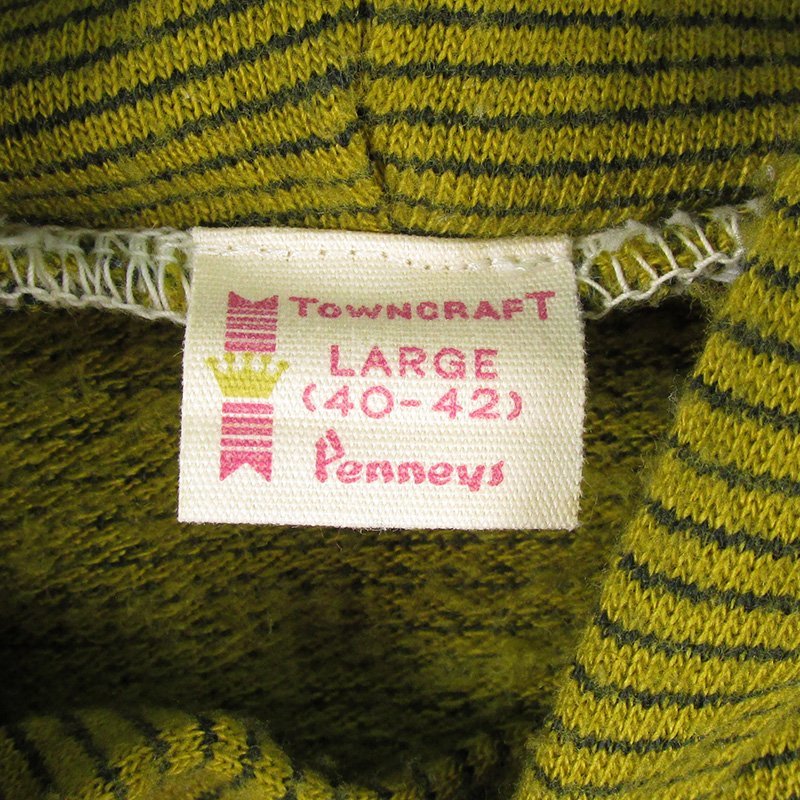 TOWNCRAFT
LARGE
(40-42)
Penneys